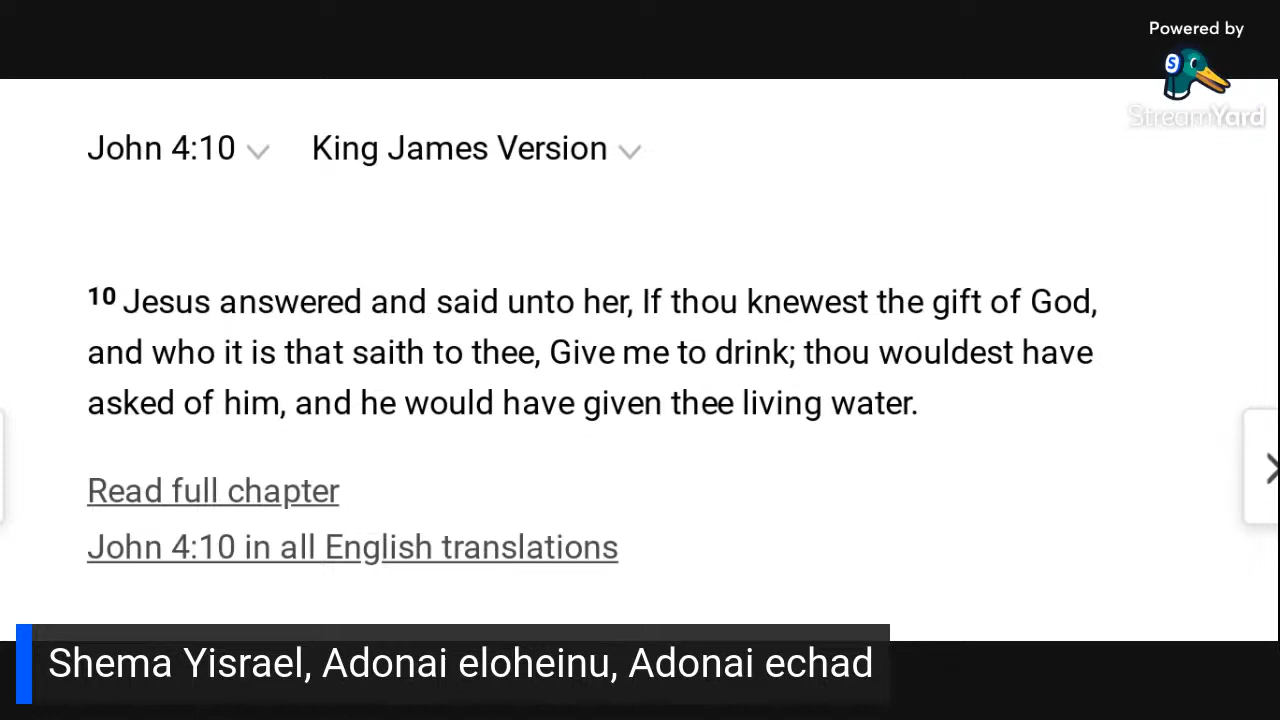 Powered by
S
StreamYard
John 4:10 King James Version
10 Jesus answered and said unto her, If thou knewest the gift of God,
and who it is that saith to thee, Give me to drink; thou wouldest have
asked of him, and he would have given thee living water.
Read full chapter
John 4:10 in all English translations
Shema Yisrael, Adonai eloheinu, Adonai echad